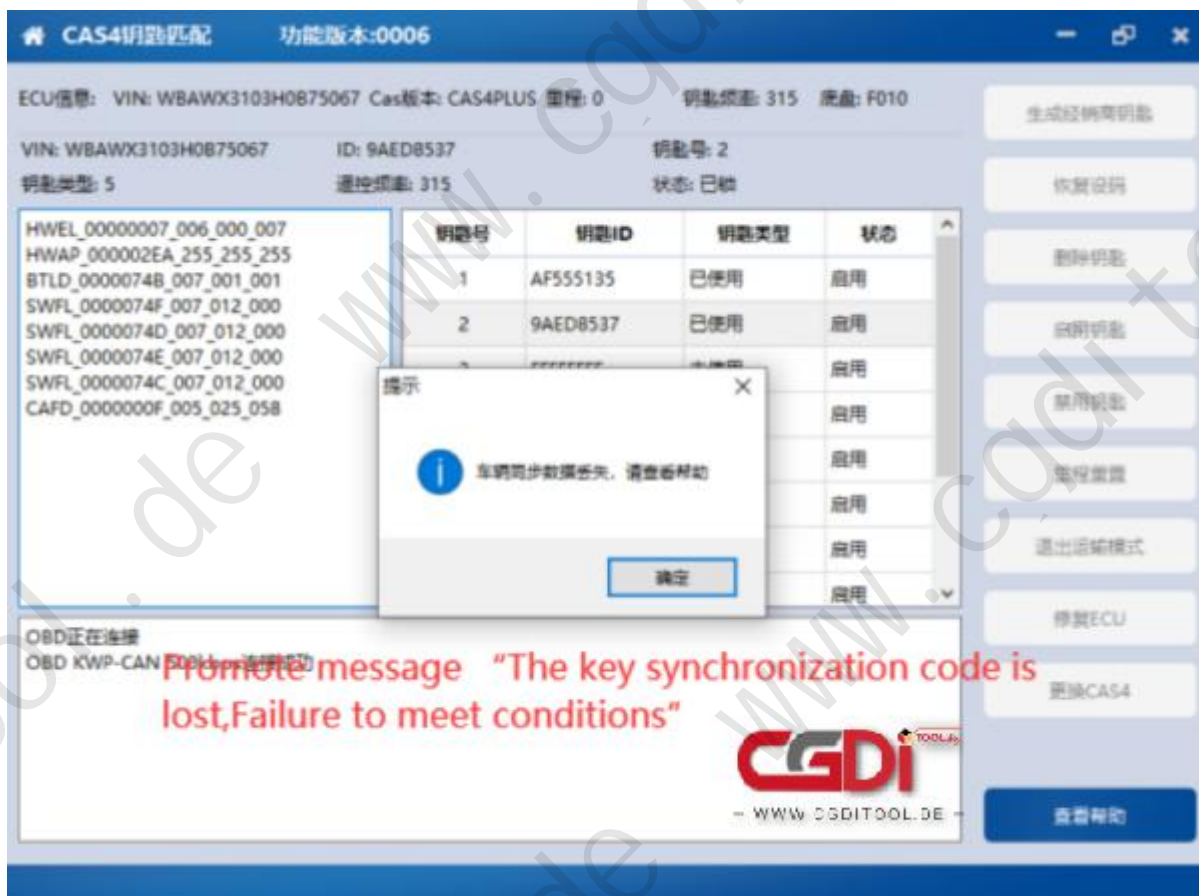 CAS4钥匙匹配 功能版本:0006
ECU信息: VIN: WBAWX3103H0B75067 Cas版本: CAS4PLUS 里程: 0 钥匙频率: 315 底盘: F010
VIN: WBAWX3103H0B75067 ID: 9AED8537 钥匙号: 2
钥匙类型: 5 遥控频率: 315 状态: 已锁
HWEL_00000007_006_000_007
HWAP_000002EA_255_255_255
BTLD_0000074B_007_001_001
SWFL_0000074F_007_012_000
SWFL_0000074D_007_012_000
SWFL_0000074E_007_012_000
SWFL_0000074C_007_012_000
CAFD_0000000F_005_025_058
钥匙号 钥匙ID 钥匙类型 状态
1 AF555135 已使用 启用
2 9AED8537 已使用 启用
启用
启用
启用
启用
启用
启用
提示
车辆同步数据丢失，请查看帮助
确定
OBD正在连接
OBD KWP-CAN
Promote message “The key synchronization code is
lost,Failure to meet conditions”
生成经销商钥匙
恢复设码
删除钥匙
启用钥匙
禁用钥匙
里程重置
退出运输模式
修复ECU
更换CAS4
查看帮助
CGDI
TOOL.de
- WWW.CGDITOOL.DE -
www.cgdito
ool.de